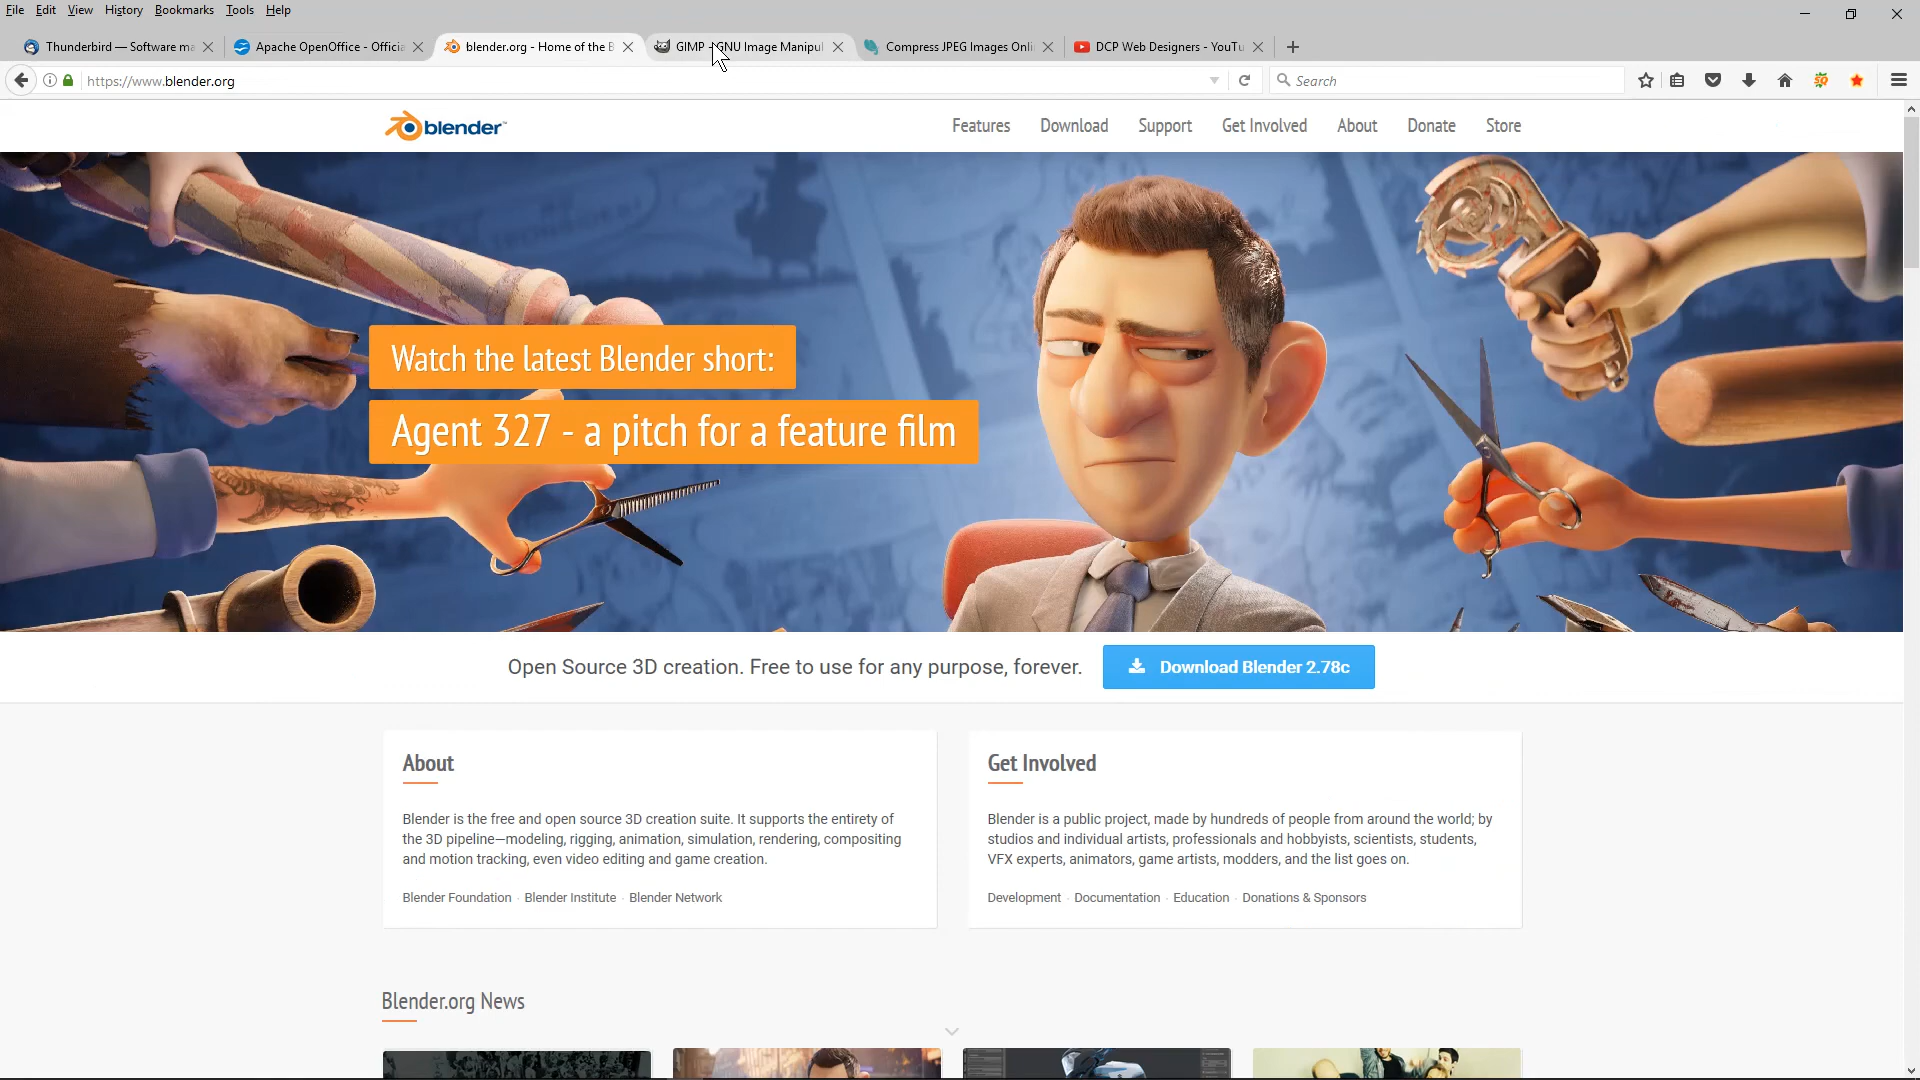 File Edit View History Bookmarks Tools Help
Thunderbird — Software ma
Apache OpenOffice - Officia
blender.org - Home of the B
GIMP - GNU Image Manipul
Compress JPEG Images Onli
DCP Web Designers - YouTu
https://www.blender.org
Search
blender™
Features Download Support Get Involved About Donate Store
Watch the latest Blender short:
Agent 327 - a pitch for a feature film
Open Source 3D creation. Free to use for any purpose, forever.
Download Blender 2.78c
About
Blender is the free and open source 3D creation suite. It supports the entirety of
the 3D pipeline—modeling, rigging, animation, simulation, rendering, compositing
and motion tracking, even video editing and game creation.
Blender Foundation · Blender Institute · Blender Network
Get Involved
Blender is a public project, made by hundreds of people from around the world; by
studios and individual artists, professionals and hobbyists, scientists, students,
VFX experts, animators, game artists, modders, and the list goes on.
Development · Documentation · Education · Donations & Sponsors
Blender.org News